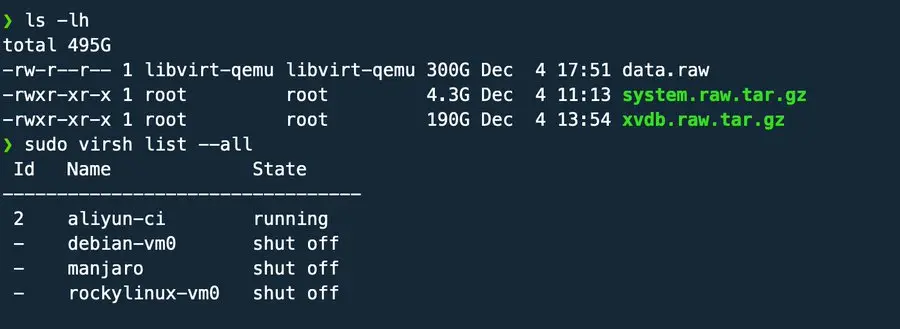 ❯ ls -lh
total 495G
-rw-r--r-- 1 libvirt-qemu libvirt-qemu 300G Dec  4 17:51 data.raw
-rwxr-xr-x 1 root         root         4.3G Dec  4 11:13 system.raw.tar.gz
-rwxr-xr-x 1 root         root         190G Dec  4 13:54 xvdb.raw.tar.gz
❯ sudo virsh list --all
 Id   Name             State
---------------------------------
 2    aliyun-ci        running
 -    debian-vm0       shut off
 -    manjaro          shut off
 -    rockylinux-vm0   shut off